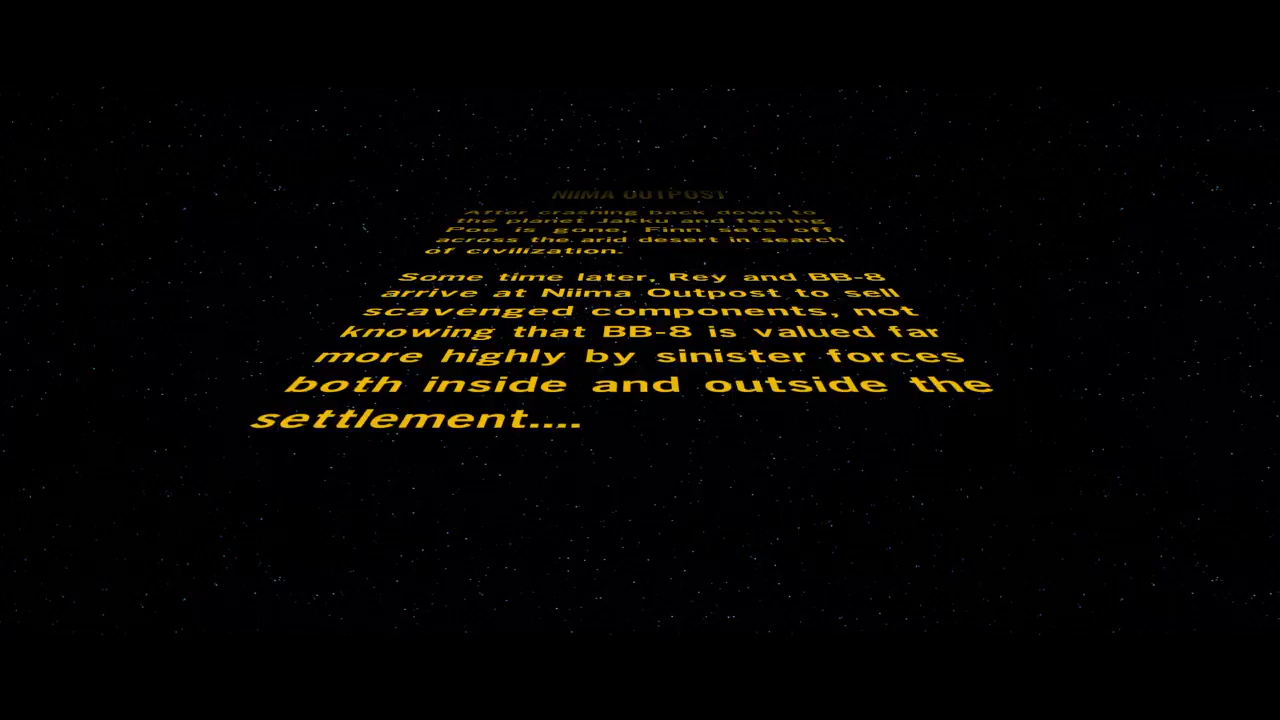 NIIMA OUTPOST
After crashing back down to
the planet Jakku and fearing
Poe is gone, Finn sets off
across the arid desert in search
of civilization.
Some time later, Rey and BB-8
arrive at Niima Outpost to sell
scavenged components, not
knowing that BB-8 is valued far
more highly by sinister forces
both inside and outside the
settlement....